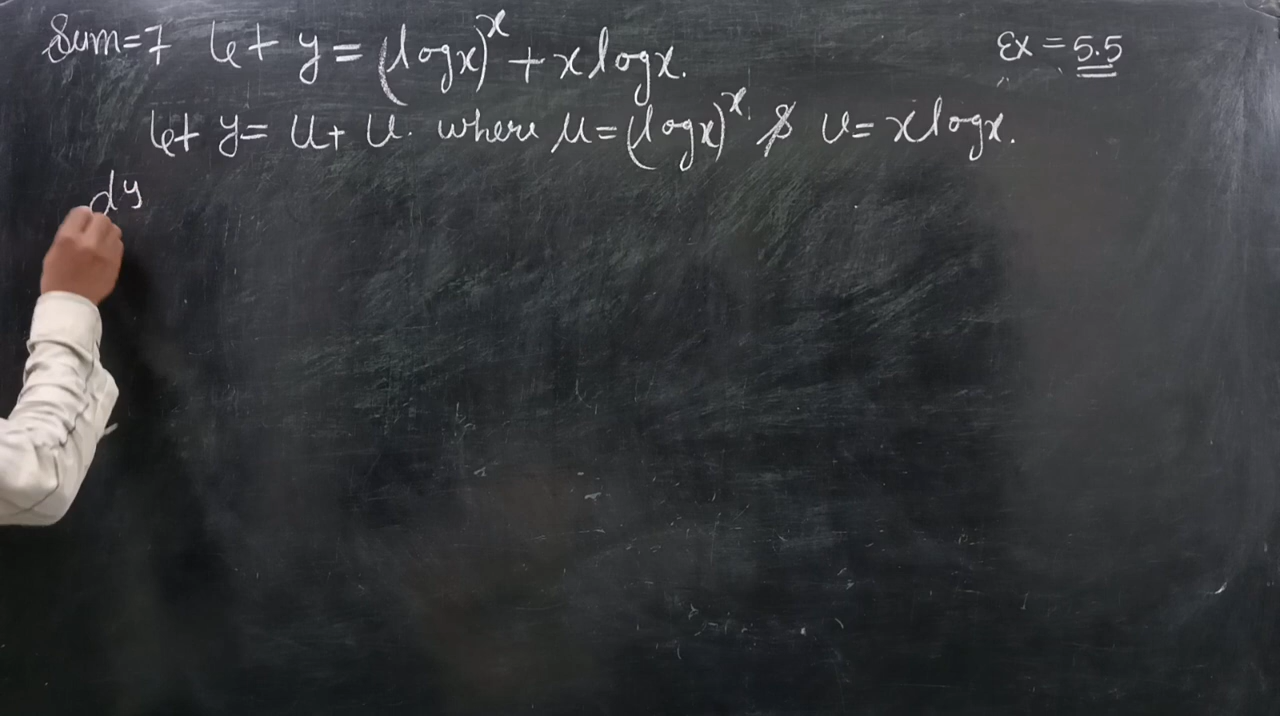 Sum=7 let y = (logx)^x + x logx. Ex = 5.5
let y = u + v. where u = (logx)^x & v = x logx.
dy